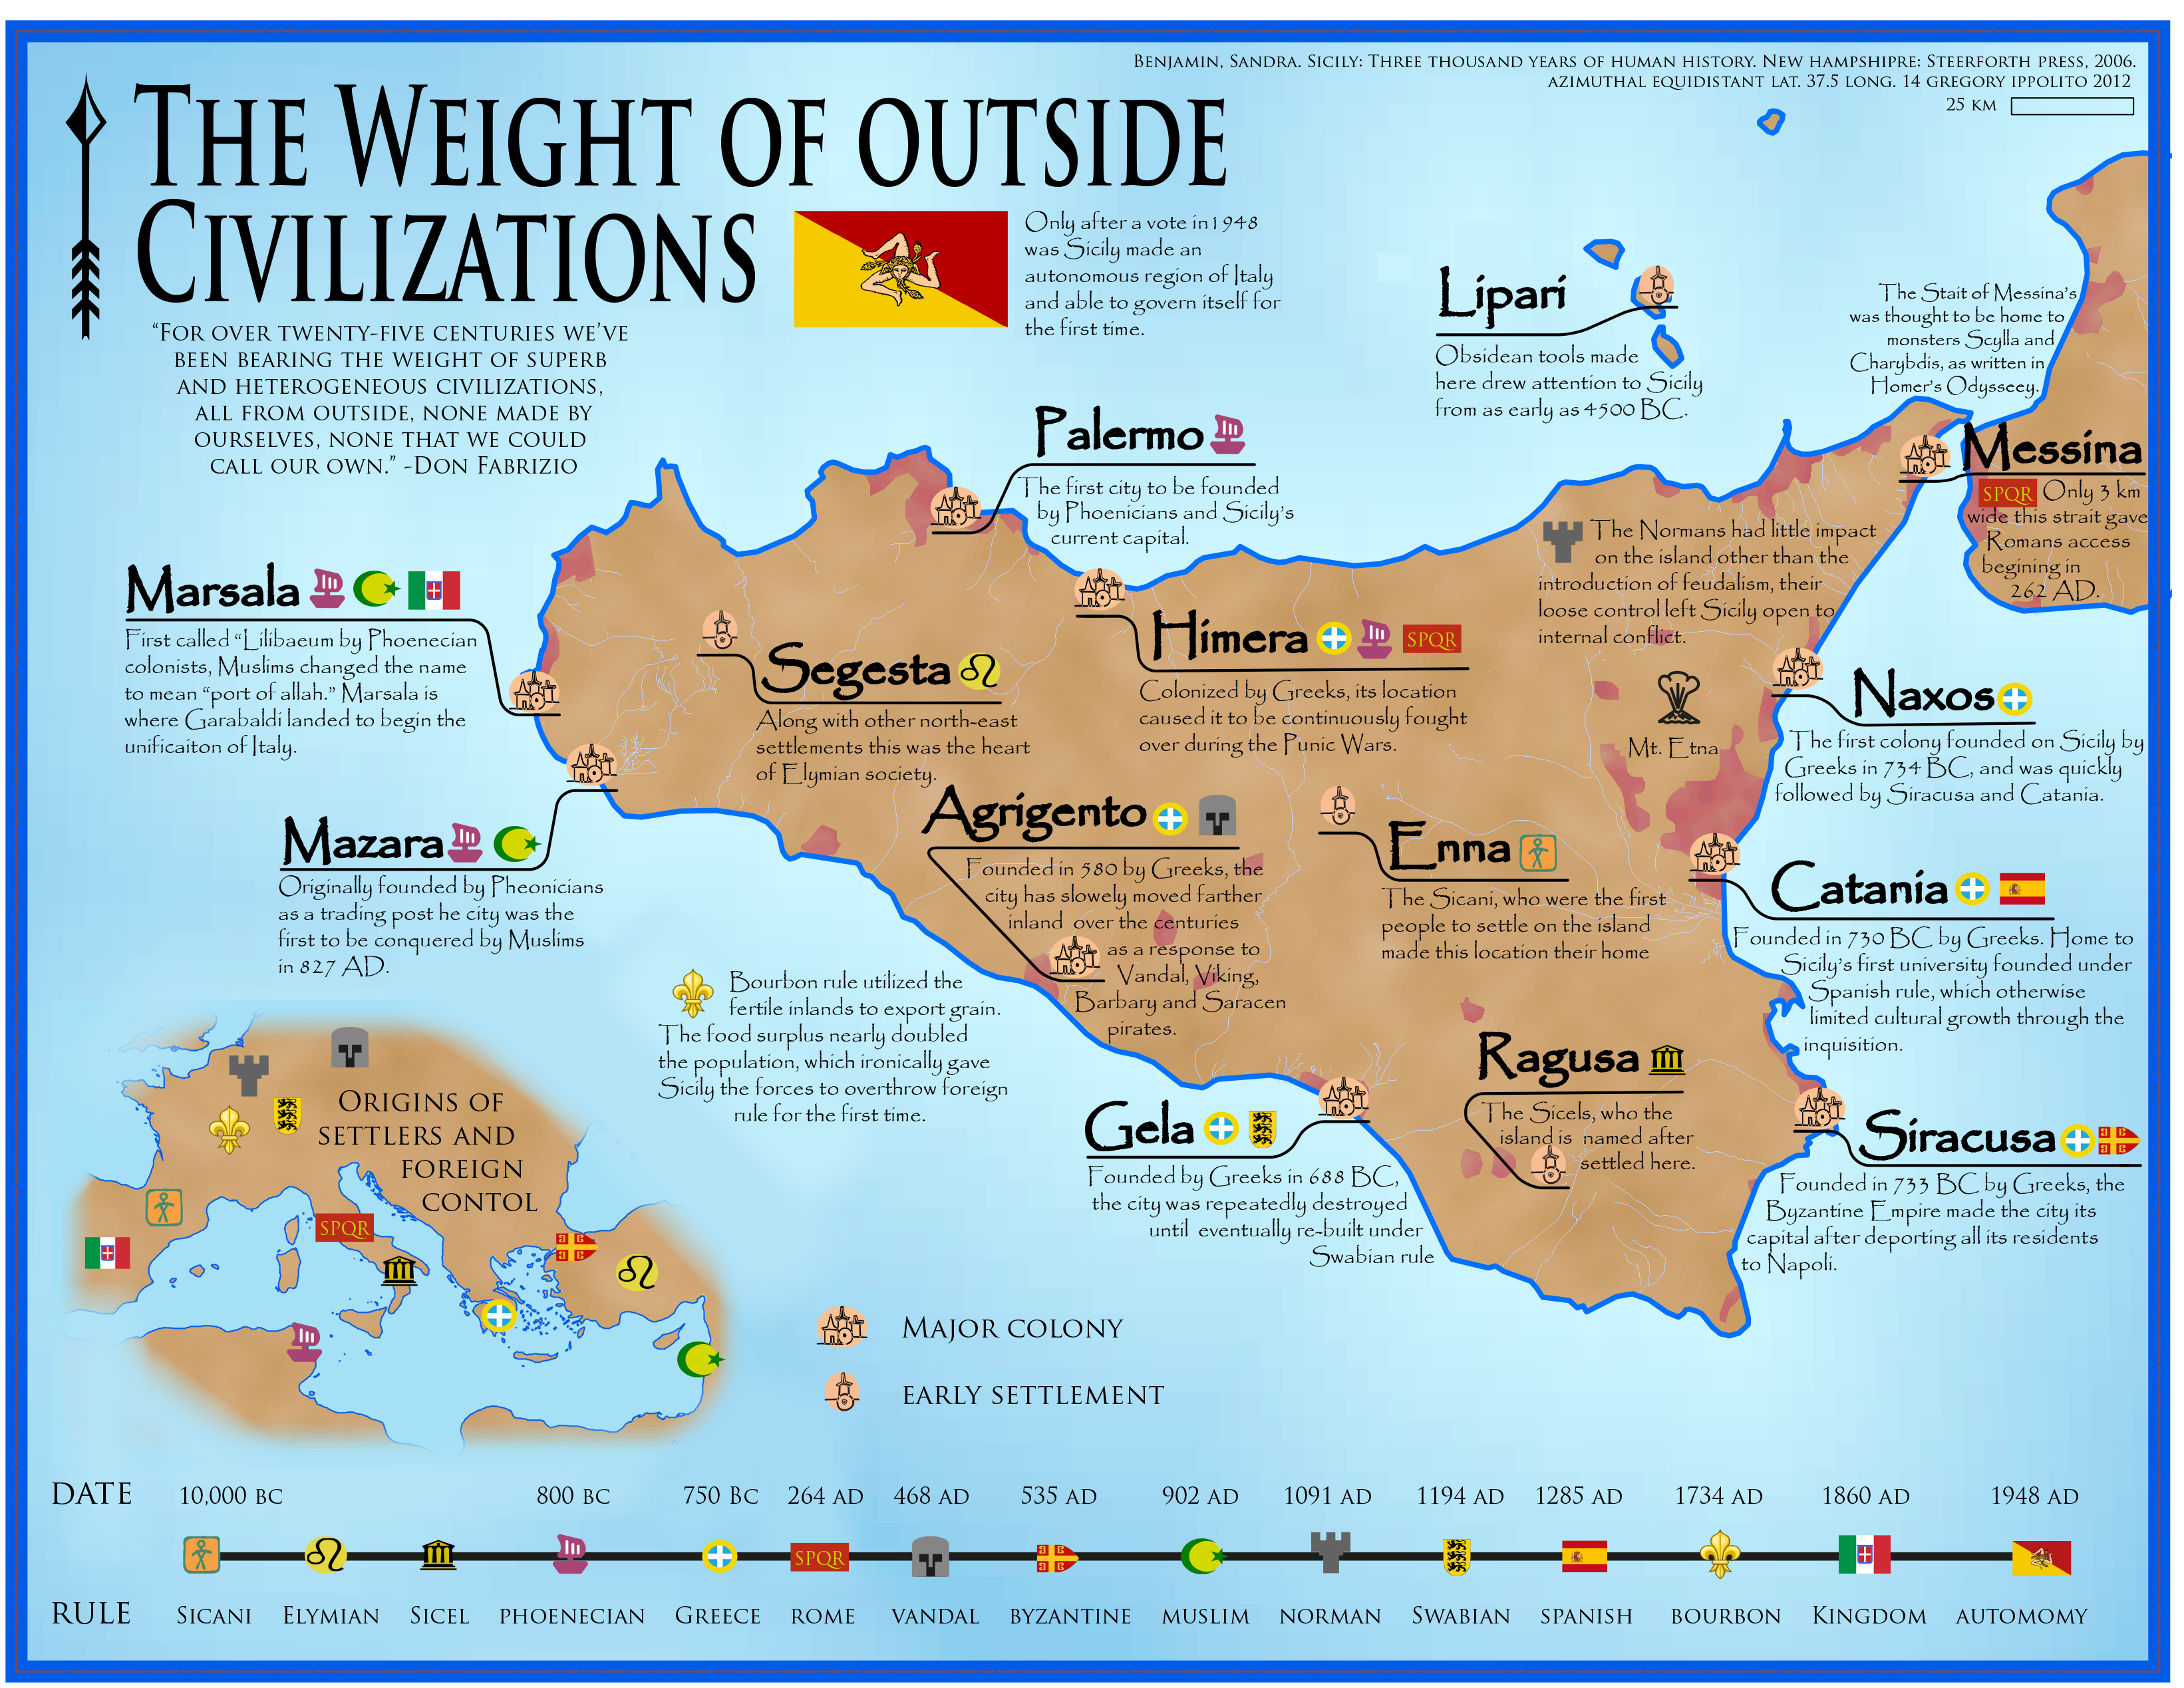 BENJAMIN, SANDRA. SICILY: THREE THOUSAND YEARS OF HUMAN HISTORY. NEW HAMPSHIPRE: STEERFORTH PRESS, 2006.
AZIMUTHAL EQUIDISTANT LAT. 37.5 LONG. 14 GREGORY IPPOLITO 2012
25 KM
THE WEIGHT OF OUTSIDE
CIVILIZATIONS
"FOR OVER TWENTY-FIVE CENTURIES WE'VE
BEEN BEARING THE WEIGHT OF SUPERB
AND HETEROGENEOUS CIVILIZATIONS,
ALL FROM OUTSIDE, NONE MADE BY
OURSELVES, NONE THAT WE COULD
CALL OUR OWN." -DON FABRIZIO
Only after a vote in1948
was Sicily made an
autonomous region of Italy
and able to govern itself for
the first time.
Lipari
Obsidean tools made
here drew attention to Sicily
from as early as 4500 BC.
The Stait of Messina's
was thought to be home to
monsters Scylla and
Charybdis, as written in
Homer's Odysseey.
Palermo
The first city to be founded
by Phoenicians and Sicily's
current capital.
Messina
SPQR Only 3 km
wide this strait gave
Romans access
begining in
262 AD.
The Normans had little impact
on the island other than the
introduction of feudalism, their
loose control left Sicily open to
internal conflict.
Marsala
First called "Lilibaeum by Phoenecian
colonists, Muslims changed the name
to mean "port of allah." Marsala is
where Garabaldi landed to begin the
unificaiton of Italy.
Segesta
Along with other north-east
settlements this was the heart
of Elymian society.
Himera SPQR
Colonized by Greeks, its location
caused it to be continuously fought
over during the Punic Wars.
Mt. Etna
Naxos
The first colony founded on Sicily by
Greeks in 734 BC, and was quickly
followed by Siracusa and Catania.
Mazara
Originally founded by Pheonicians
as a trading post he city was the
first to be conquered by Muslims
in 827 AD.
Agrigento
Founded in 580 by Greeks, the
city has slowely moved farther
inland over the centuries
as a response to
Vandal, Viking,
Barbary and Saracen
pirates.
Enna
The Sicani, who were the first
people to settle on the island
made this location their home
Catania
Founded in 730 BC by Greeks. Home to
Sicily's first university founded under
Spanish rule, which otherwise
limited cultural growth through the
inquisition.
Bourbon rule utilized the
fertile inlands to export grain.
The food surplus nearly doubled
the population, which ironically gave
Sicily the forces to overthrow foreign
rule for the first time.
Gela
Founded by Greeks in 688 BC,
the city was repeatedly destroyed
until eventually re-built under
Swabian rule
Ragusa
The Sicels, who the
island is named after
settled here.
Siracusa
Founded in 733 BC by Greeks, the
Byzantine Empire made the city its
capital after deporting all its residents
to Napoli.
ORIGINS OF
SETTLERS AND
FOREIGN
CONTOL
SPQR
MAJOR COLONY
EARLY SETTLEMENT
DATE 10,000 BC 800 BC 750 BC 264 AD 468 AD 535 AD 902 AD 1091 AD 1194 AD 1285 AD 1734 AD 1860 AD 1948 AD
SPQR
RULE SICANI ELYMIAN SICEL PHOENECIAN GREECE ROME VANDAL BYZANTINE MUSLIM NORMAN SWABIAN SPANISH BOURBON KINGDOM AUTOMOMY